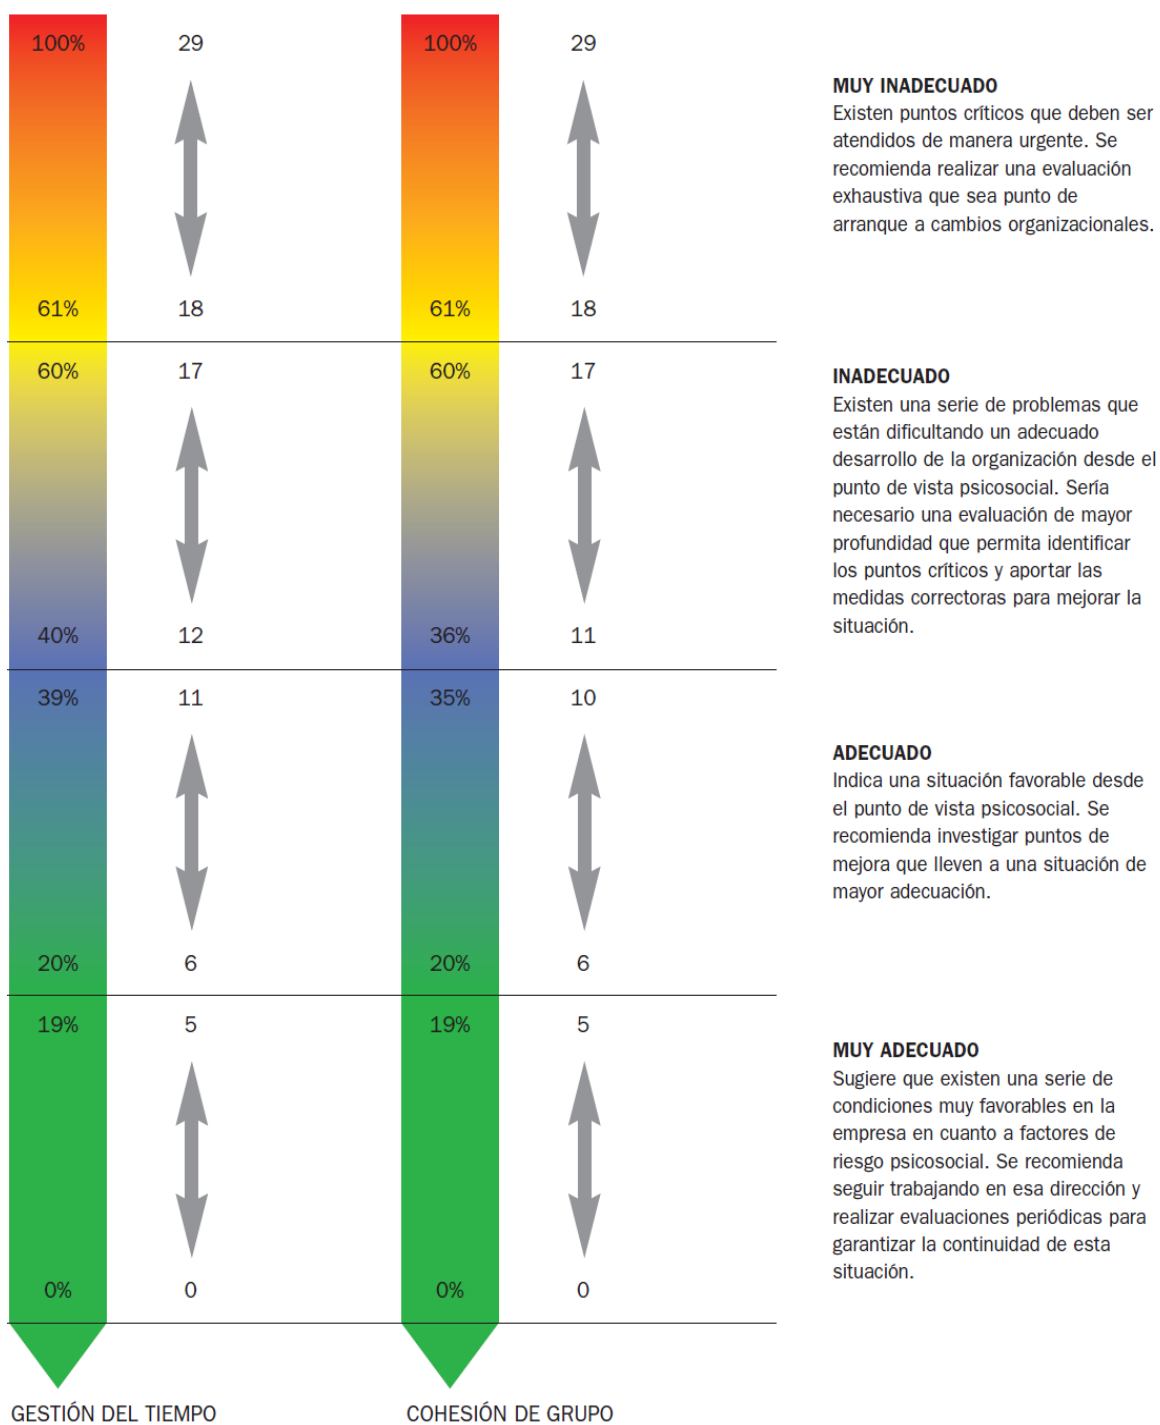 100% 29 100% 29
MUY INADECUADO
Existen puntos críticos que deben ser
atendidos de manera urgente. Se
recomienda realizar una evaluación
exhaustiva que sea punto de
arranque a cambios organizacionales.
61% 18 61% 18
60% 17 60% 17
INADECUADO
Existen una serie de problemas que
están dificultando un adecuado
desarrollo de la organización desde el
punto de vista psicosocial. Sería
necesario una evaluación de mayor
profundidad que permita identificar
los puntos críticos y aportar las
medidas correctoras para mejorar la
situación.
40% 12 36% 11
39% 11 35% 10
ADECUADO
Indica una situación favorable desde
el punto de vista psicosocial. Se
recomienda investigar puntos de
mejora que lleven a una situación de
mayor adecuación.
20% 6 20% 6
19% 5 19% 5
MUY ADECUADO
Sugiere que existen una serie de
condiciones muy favorables en la
empresa en cuanto a factores de
riesgo psicosocial. Se recomienda
seguir trabajando en esa dirección y
realizar evaluaciones periódicas para
garantizar la continuidad de esta
situación.
0% 0 0% 0
GESTIÓN DEL TIEMPO COHESIÓN DE GRUPO